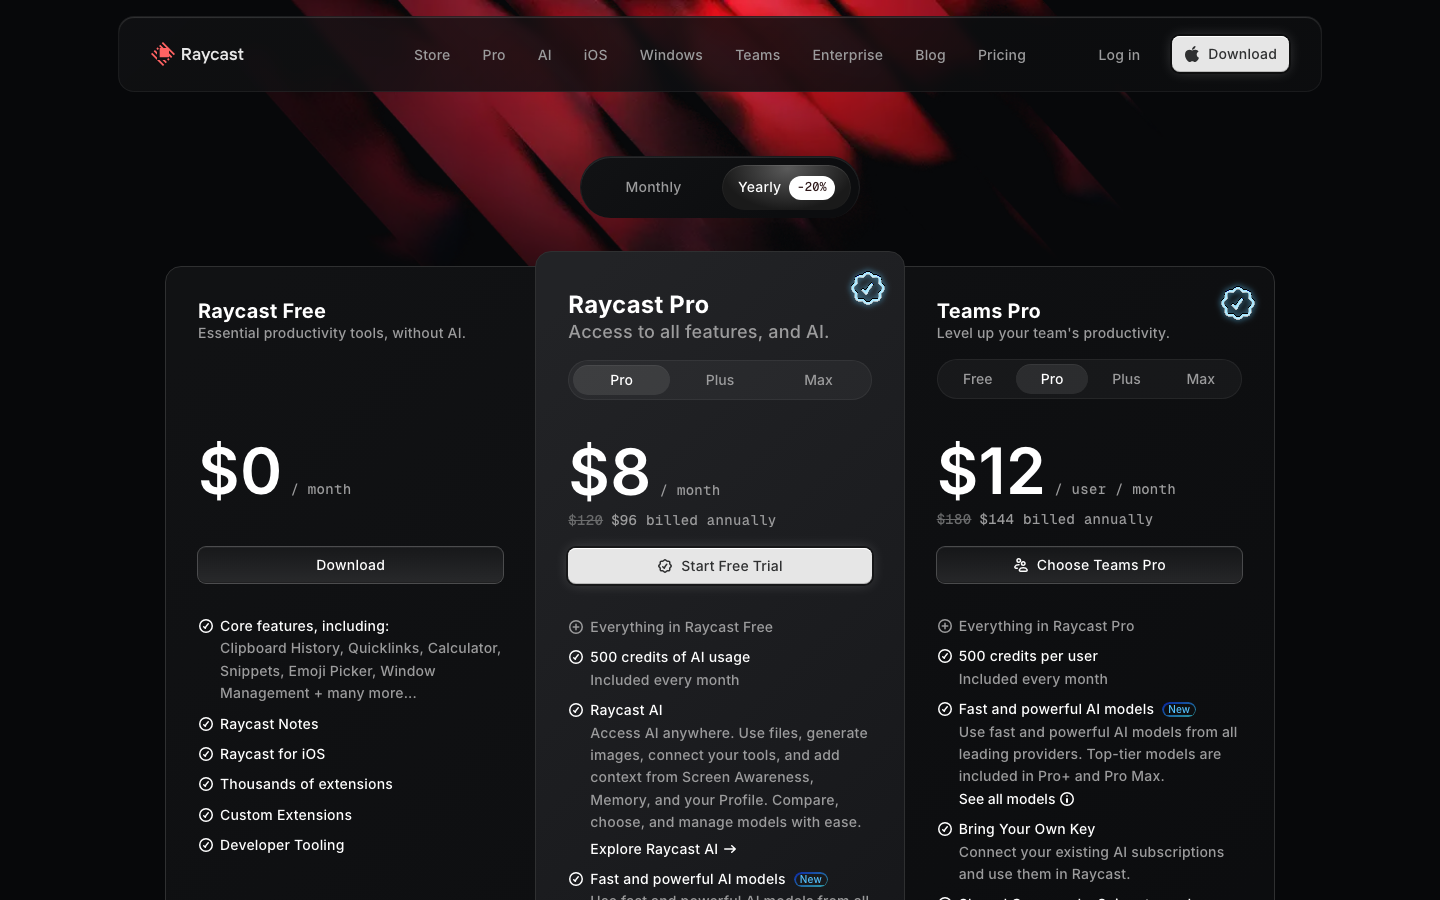 Raycast
Store
Pro
AI
iOS
Windows
Teams
Enterprise
Blog
Pricing
Log in
Download
Monthly
Yearly
-20%
Raycast Free
Essential productivity tools, without AI.
$0 / month
Download
Core features, including:
Clipboard History, Quicklinks, Calculator,
Snippets, Emoji Picker, Window
Management + many more...
Raycast Notes
Raycast for iOS
Thousands of extensions
Custom Extensions
Developer Tooling
Raycast Pro
Access to all features, and AI.
Pro
Plus
Max
$8 / month
$120 $96 billed annually
Start Free Trial
Everything in Raycast Free
500 credits of AI usage
Included every month
Raycast AI
Access AI anywhere. Use files, generate
images, connect your tools, and add
context from Screen Awareness,
Memory, and your Profile. Compare,
choose, and manage models with ease.
Explore Raycast AI →
Fast and powerful AI models New
Use fast and powerful AI models from all
Teams Pro
Level up your team's productivity.
Free
Pro
Plus
Max
$12 / user / month
$180 $144 billed annually
Choose Teams Pro
Everything in Raycast Pro
500 credits per user
Included every month
Fast and powerful AI models New
Use fast and powerful AI models from all
leading providers. Top-tier models are
included in Pro+ and Pro Max.
See all models
Bring Your Own Key
Connect your existing AI subscriptions
and use them in Raycast.